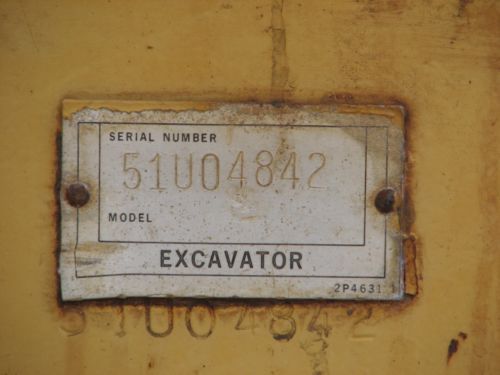 SERIAL NUMBER
51U04842
MODEL
EXCAVATOR
2P4631
51U04842